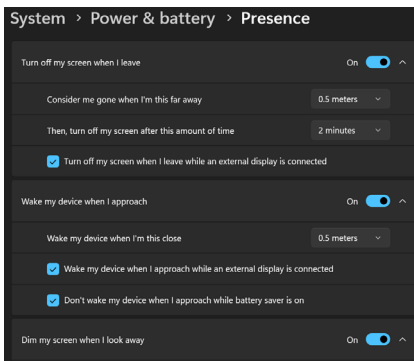 System > Power & battery > Presence
Turn off my screen when I leave On
Consider me gone when I'm this far away 0.5 meters
Then, turn off my screen after this amount of time 2 minutes
Turn off my screen when I leave while an external display is connected
Wake my device when I approach On
Wake my device when I'm this close 0.5 meters
Wake my device when I approach while an external display is connected
Don't wake my device when I approach while battery saver is on
Dim my screen when I look away On